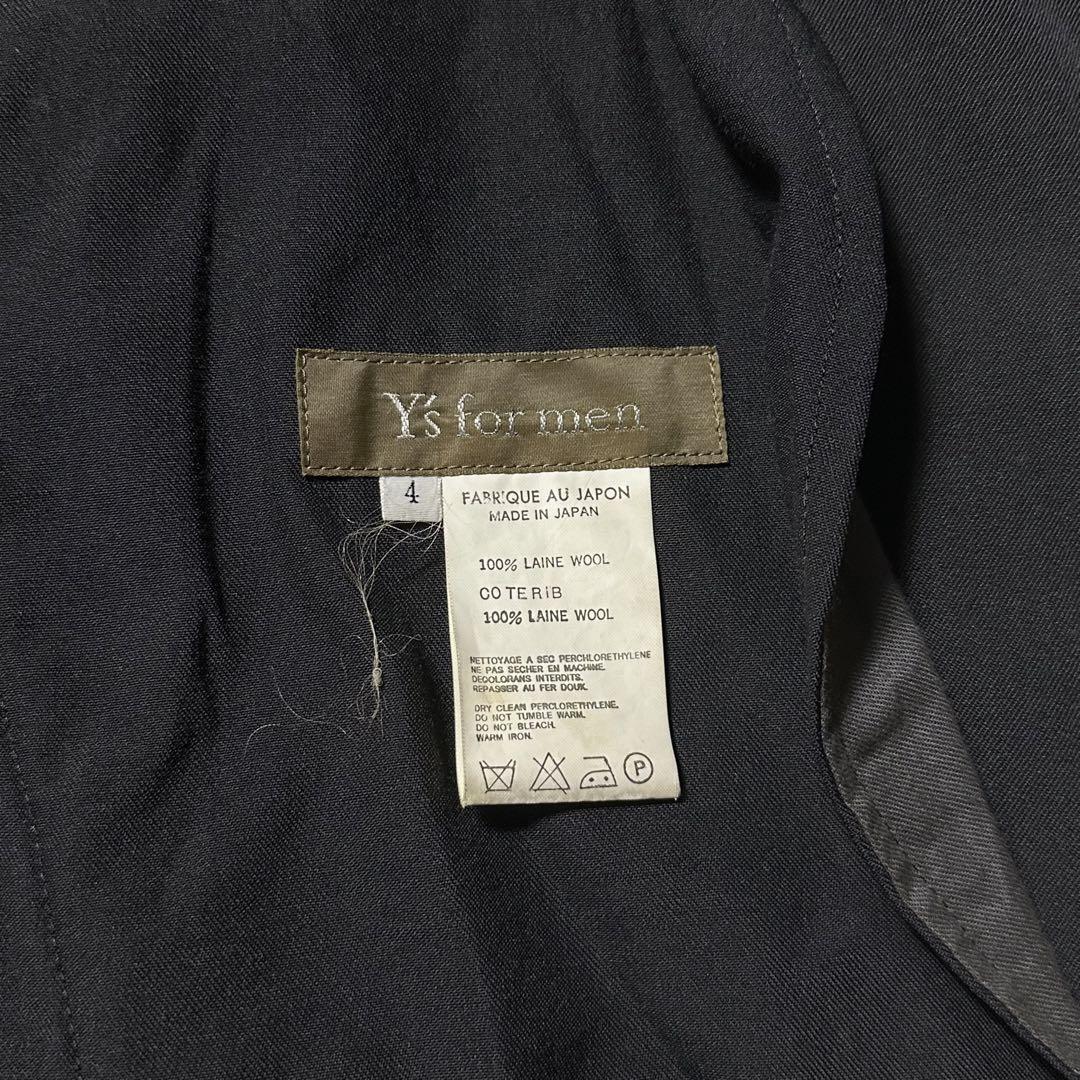 Y's for men
4
FABRIQUE AU JAPON
MADE IN JAPAN
100% LAINE WOOL
COTERIB
100% LAINE WOOL
NETTOYAGE A SEC PERCHLORETHYLENE
NE PAS SECHER EN MACHINE.
DECOLORANS INTERDITS.
REPASSER AU FER DOUX.
DRY CLEAN PERCLORETHYLENE.
DO NOT TUMBLE WARM.
DO NOT BLEACH.
WARM IRON.
P